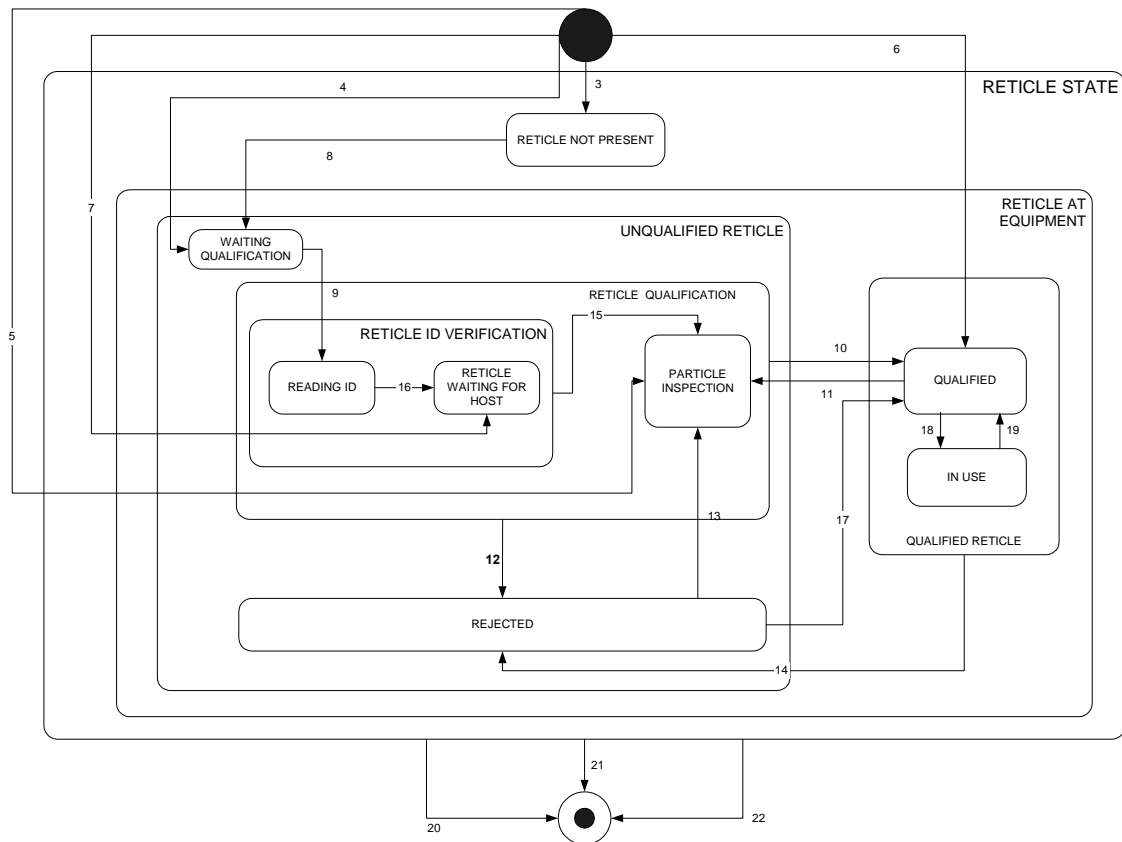 6
4
3
RETICLE STATE
RETICLE NOT PRESENT
8
7
RETICLE AT
EQUIPMENT
UNQUALIFIED RETICLE
WAITING
QUALIFICATION
9
RETICLE QUALIFICATION
15
5
RETICLE ID VERIFICATION
10
READING ID
16
RETICLE
WAITING FOR
HOST
PARTICLE
INSPECTION
QUALIFIED
11
18
19
IN USE
13
17
QUALIFIED RETICLE
12
REJECTED
14
21
20
22